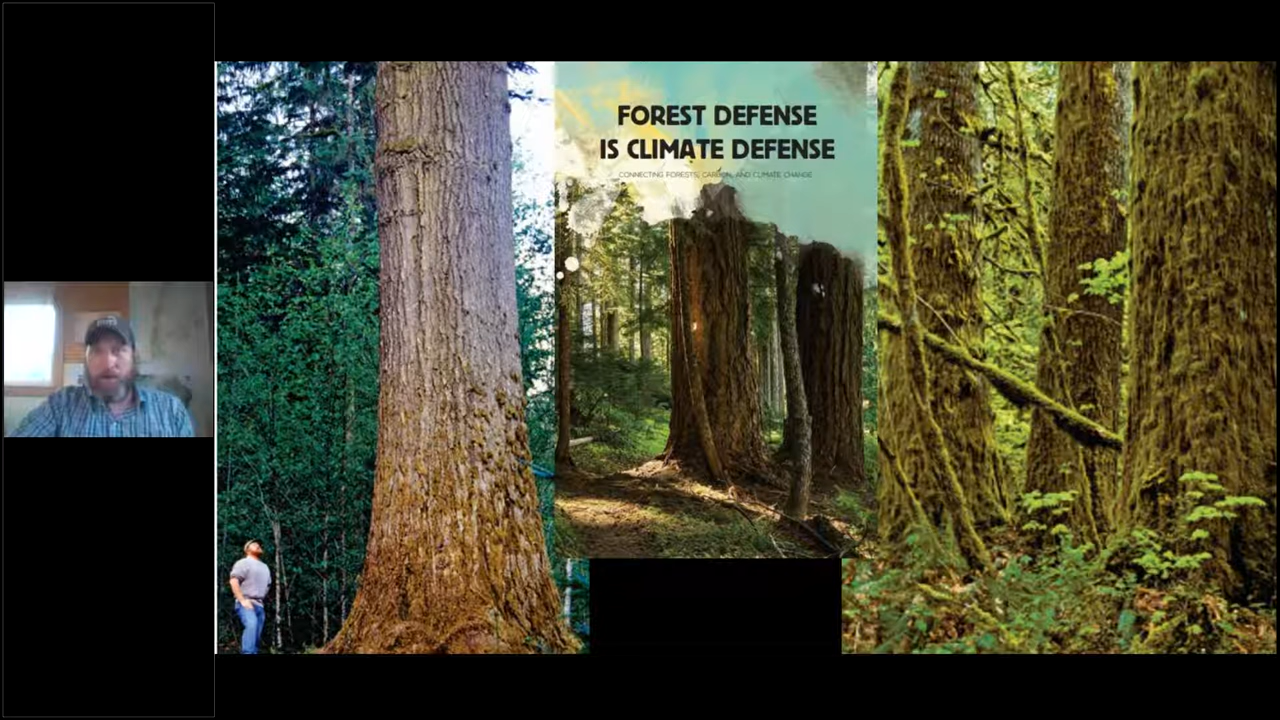 FOREST DEFENSE
IS CLIMATE DEFENSE
CONNECTING FORESTS, CARBON, AND CLIMATE CHANGE